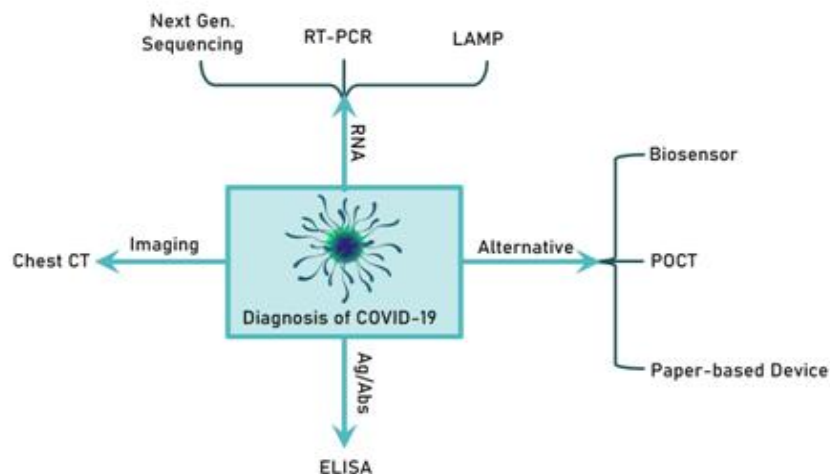 Next Gen.
Sequencing
RT-PCR
LAMP
RNA
Biosensor
Imaging
Alternative
Chest CT
POCT
Diagnosis of COVID-19
Ag/Abs
Paper-based Device
ELISA